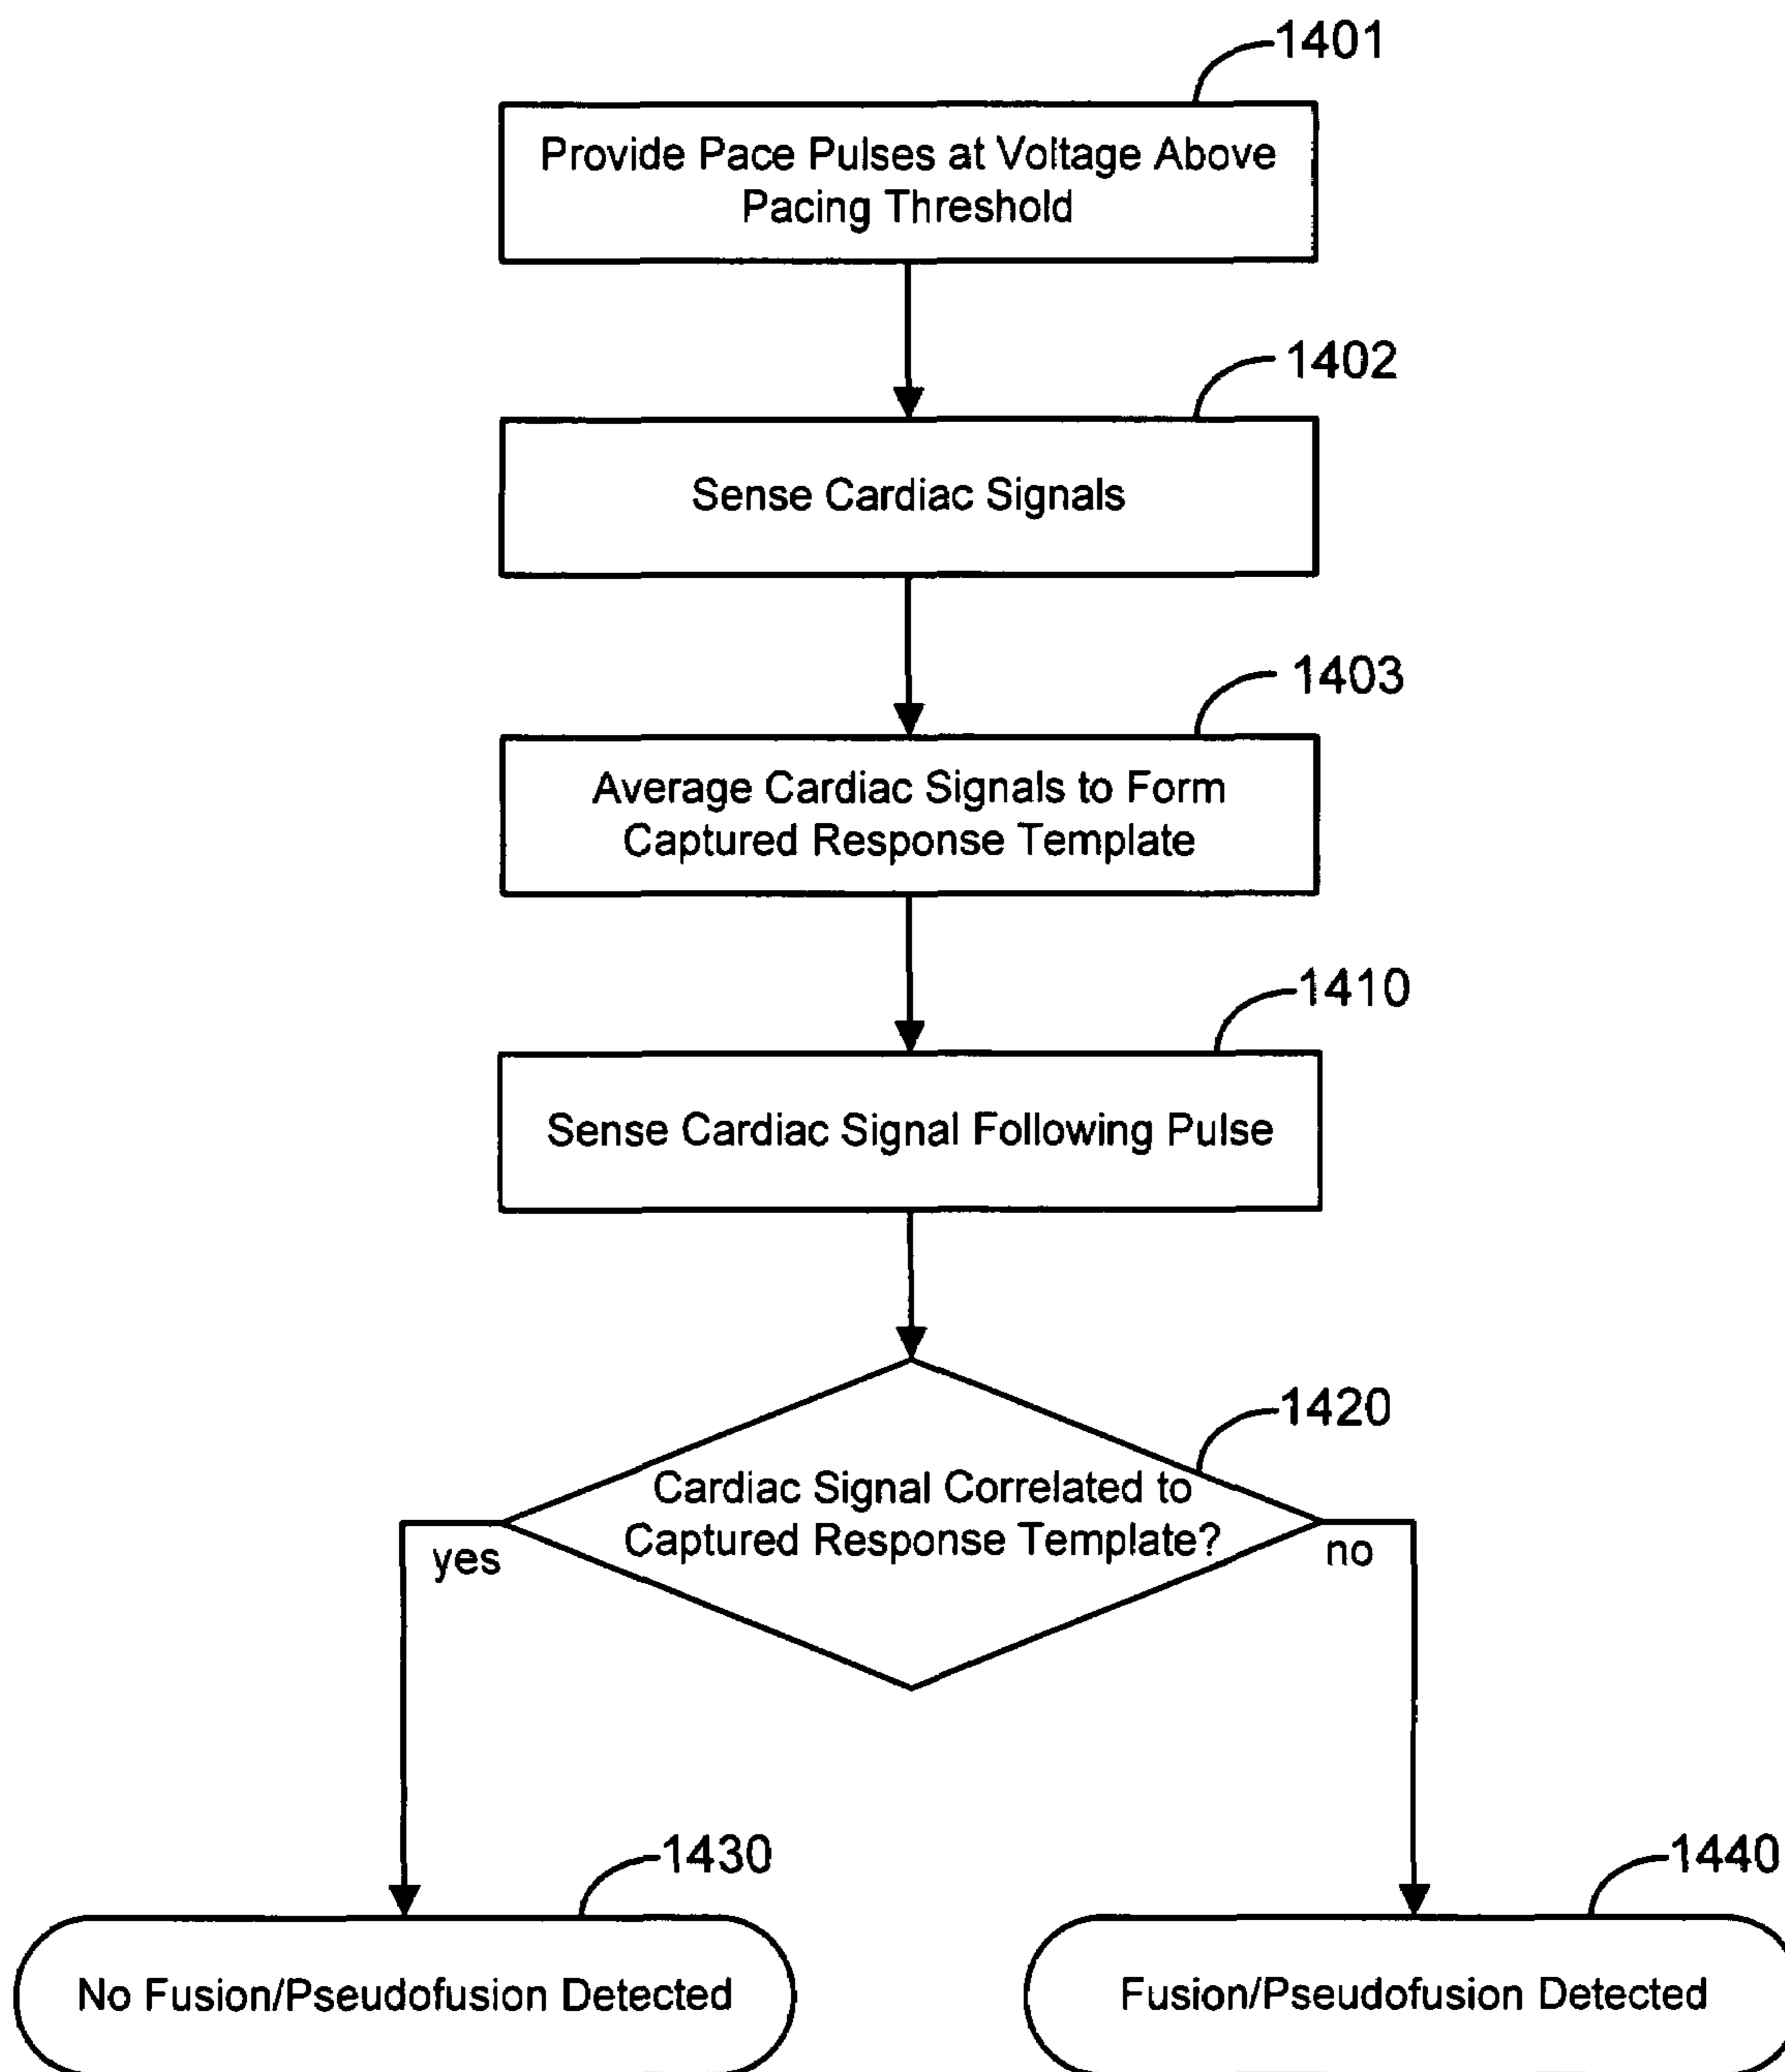 1401
Provide Pace Pulses at Voltage Above
Pacing Threshold
1402
Sense Cardiac Signals
1403
Average Cardiac Signals to Form
Captured Response Template
1410
Sense Cardiac Signal Following Pulse
1420
Cardiac Signal Correlated to
Captured Response Template?
yes
no
1430
1440
No Fusion/Pseudofusion Detected
Fusion/Pseudofusion Detected